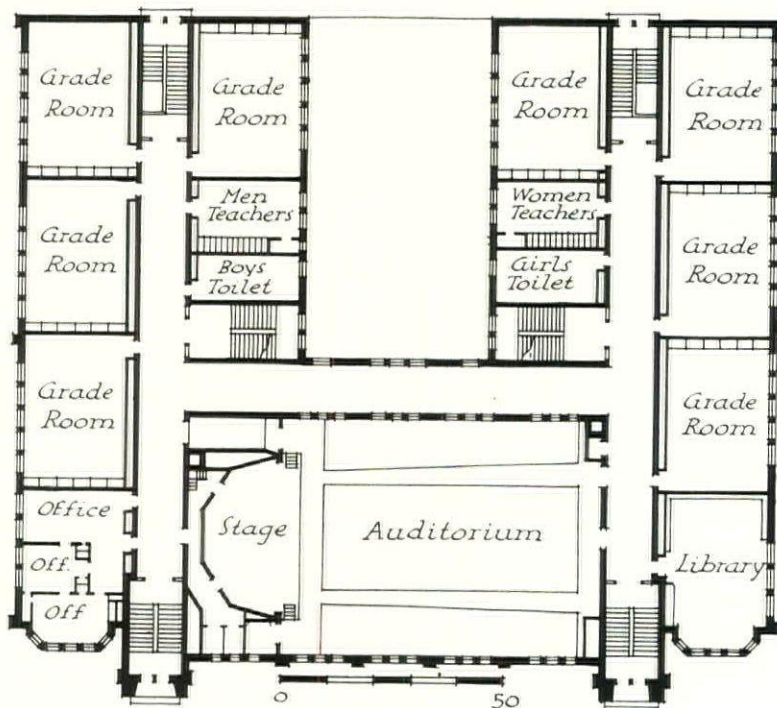 Grade
Room
Grade
Room
Grade
Room
Grade
Room
Men
Teachers
Women
Teachers
Grade
Room
Grade
Room
Boys
Toilet
Girls
Toilet
Grade
Room
Grade
Room
Office
Off.
Off
Stage
Auditorium
Library
0
50